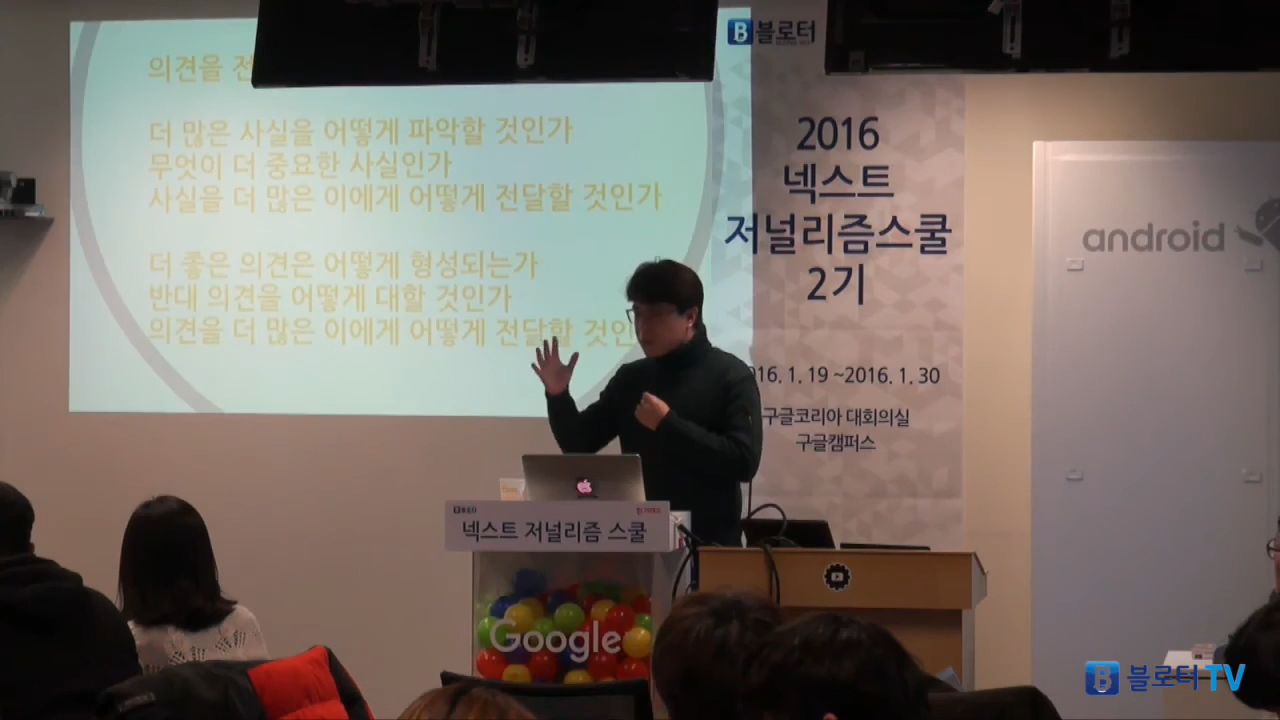 의견을
더 많은 사실을 어떻게 파악할 것인가
무엇이 더 중요한 사실인가
사실을 더 많은 이에게 어떻게 전달할 것인가
더 좋은 의견은 어떻게 형성되는가
반대 의견을 어떻게 대할 것인가
의견을 더 많은 이에게 어떻게 전달할
B 블로터
2016
넥스트
저널리즘스쿨
2기
16. 1. 19 ~2016. 1. 30
구글코리아 대회의실
구글캠퍼스
android
넥스트 저널리즘 스쿨
Google
B 블로터 TV